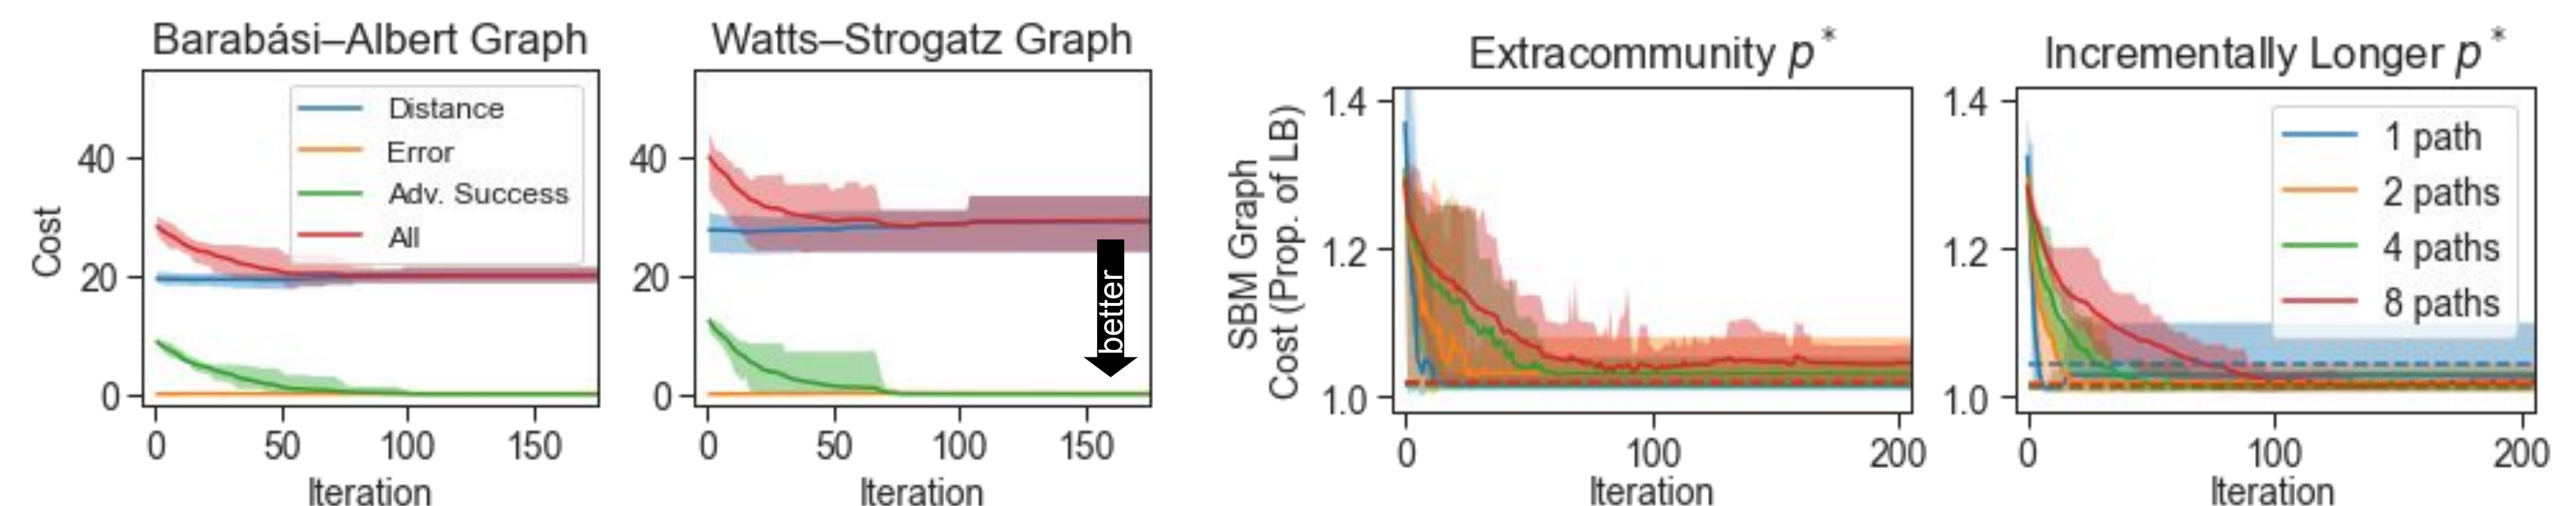 Barabási–Albert Graph
Cost
40
20
0
Distance
Error
Adv. Success
All
0 50 100 150
Iteration
Watts–Strogatz Graph
40
20
0
better
0 50 100 150
Iteration
Extracommunity p*
SBM Graph
Cost (Prop. of LB)
1.4
1.2
1.0
0 100 200
Iteration
Incrementally Longer p*
1.4
1.2
1.0
1 path
2 paths
4 paths
8 paths
0 100 200
Iteration